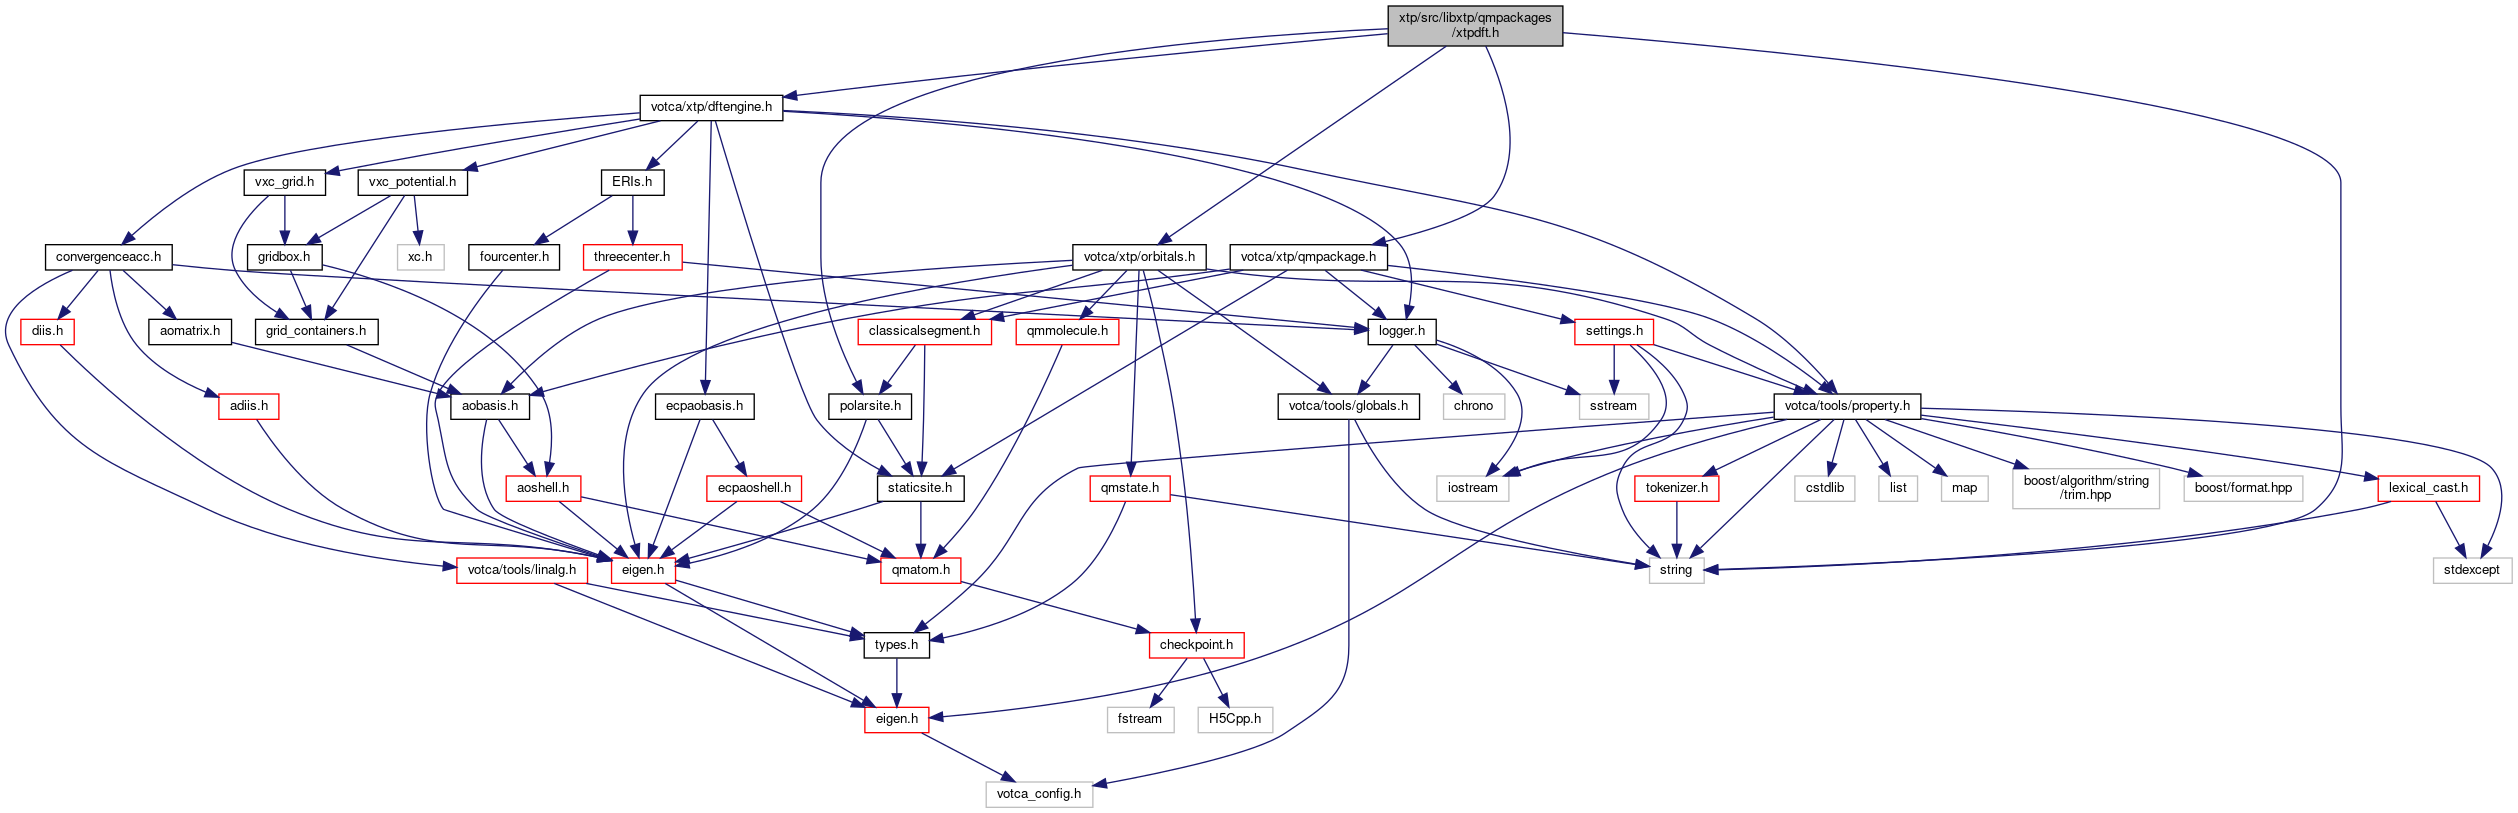 xtp/src/libxtp/qmpackages
/xtpdft.h
votca/xtp/dftengine.h
vxc_grid.h
vxc_potential.h
ERIs.h
convergenceacc.h
gridbox.h
xc.h
fourcenter.h
threecenter.h
votca/xtp/orbitals.h
votca/xtp/qmpackage.h
diis.h
aomatrix.h
grid_containers.h
classicalsegment.h
qmmolecule.h
logger.h
settings.h
adiis.h
aobasis.h
ecpaobasis.h
polarsite.h
votca/tools/globals.h
chrono
sstream
votca/tools/property.h
aoshell.h
ecpaoshell.h
staticsite.h
qmstate.h
iostream
tokenizer.h
cstdlib
list
map
boost/algorithm/string
/trim.hpp
boost/format.hpp
lexical_cast.h
votca/tools/linalg.h
eigen.h
qmatom.h
string
stdexcept
types.h
checkpoint.h
eigen.h
fstream
H5Cpp.h
votca_config.h